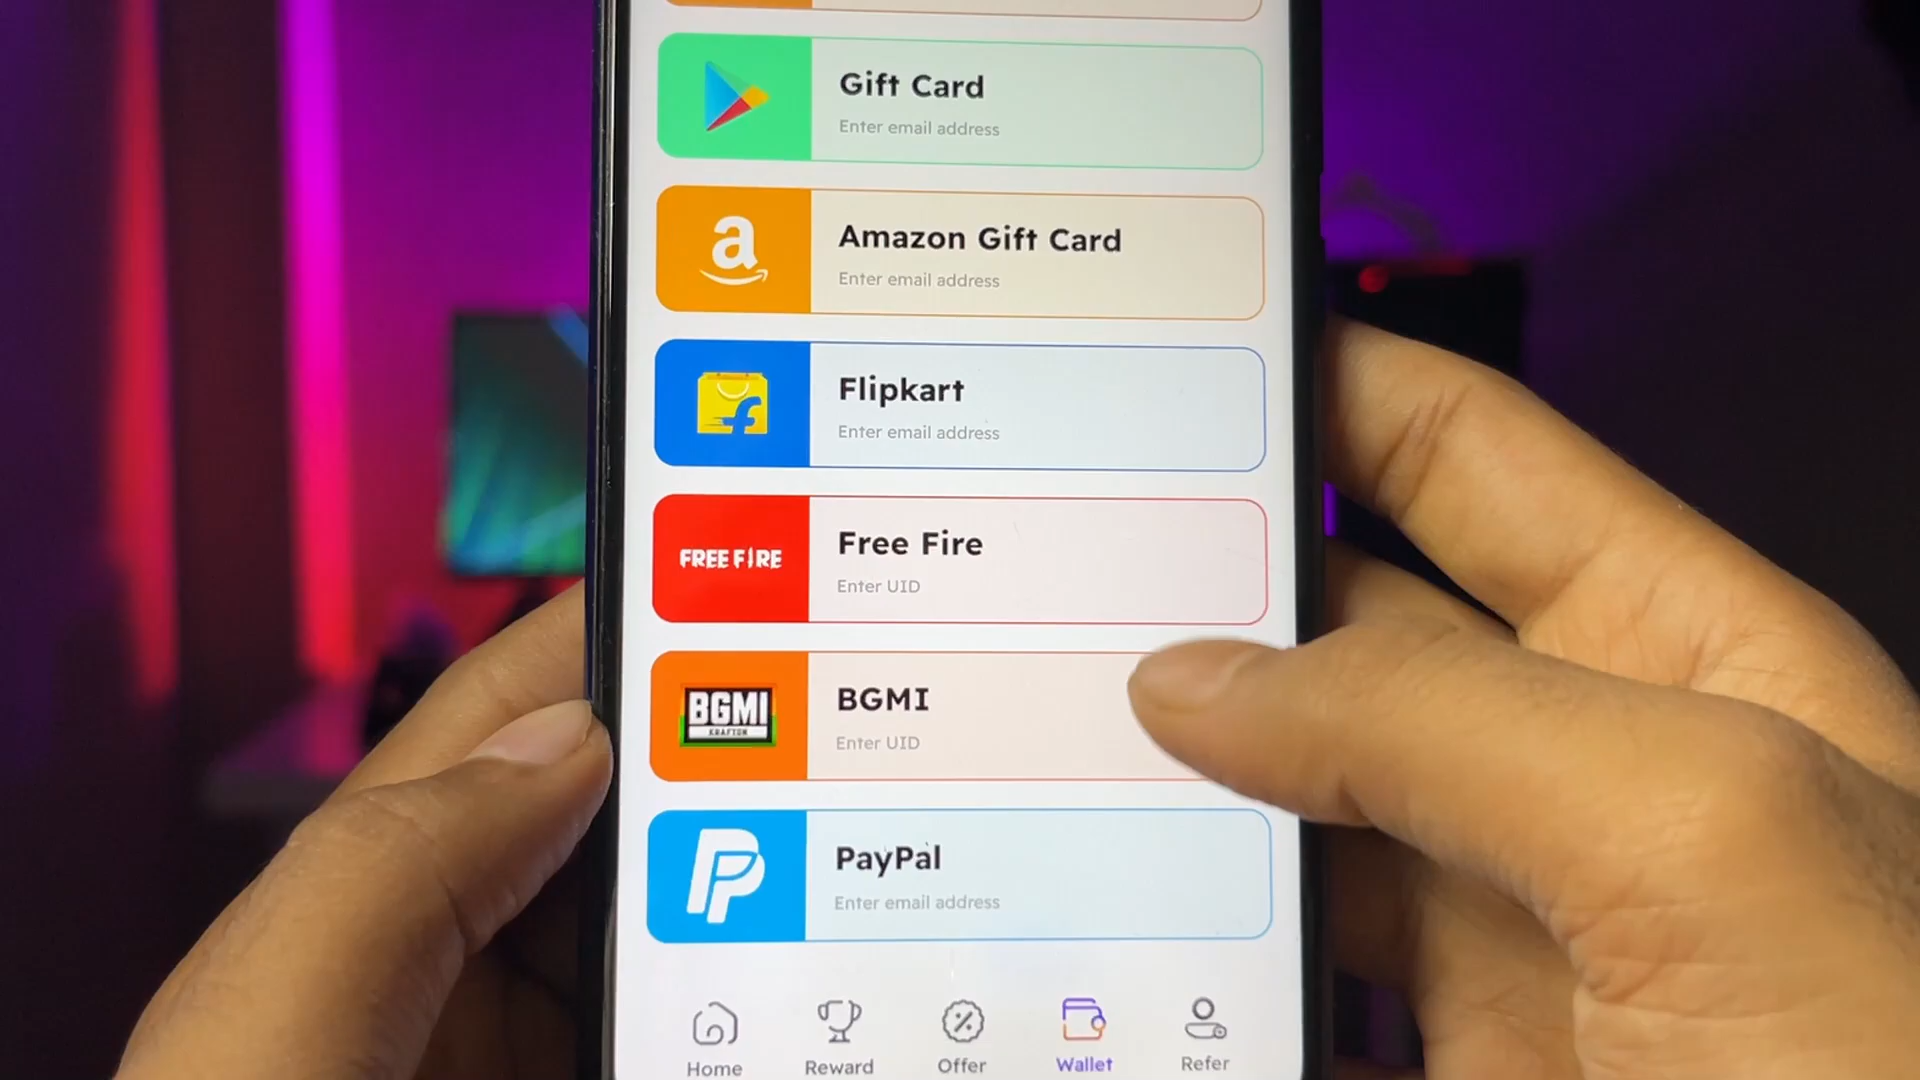 Gift Card
Enter email address
a
Amazon Gift Card
Enter email address
f
Flipkart
Enter email address
FREE FIRE
Free Fire
Enter UID
BGMI
KRAFTON
BGMI
Enter UID
PayPal
Enter email address
Home
Reward
Offer
Wallet
Refer